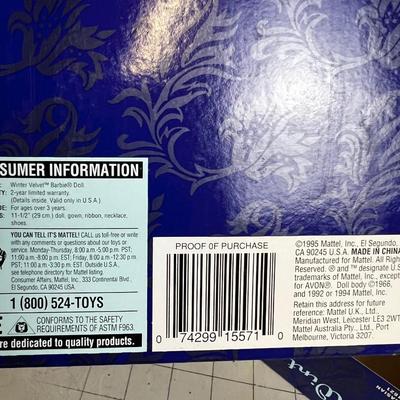 SUMER INFORMATION
Winter Velvet™ Barbie® Doll.
2-year limited warranty.
(Details inside. Valid only in U.S.A.)
For ages over 3 years.
11-1/2" (29 cm.) doll, gown, ribbon, necklace,
shoes.
YOU CAN TELL IT'S MATTEL! CALL us toll-free or write
with any comments or questions about our toys or
service. Monday-Thursday, 8:00 a.m.-5:00 p.m. PST;
11:00 a.m.-8:00 p.m. EST; Friday, 8:00 a.m.-12:30 p.m.
PST; 11:00 a.m.-3:30 p.m. EST. Outside U.S.A.,
see telephone directory for Mattel listing.
Consumer Affairs, Mattel, Inc., 333 Continental Blvd.,
El Segundo, CA 90245 USA.
1 (800) 524-TOYS
CONFORMS TO THE SAFETY
REQUIREMENTS OF ASTM F963.
re dedicated to quality products.
PROOF OF PURCHASE
0 74299 15571 0
©1995 Mattel, Inc., El Segundo,
CA 90245 U.S.A. MADE IN CHINA
Manufactured for Mattel. All Rig
Reserved. ® and ™ designate U.S
trademarks of Mattel, Inc. Created
for AVON®. Doll body ©1966,
and 1992 or 1994 Mattel, Inc.
Retain this address for future
reference: Mattel U.K., Ltd.,
Meridian West, Leicester LE3 2WT
Mattel Australia Pty., Ltd., Port
Melbourne, Victoria 3207.
Wint